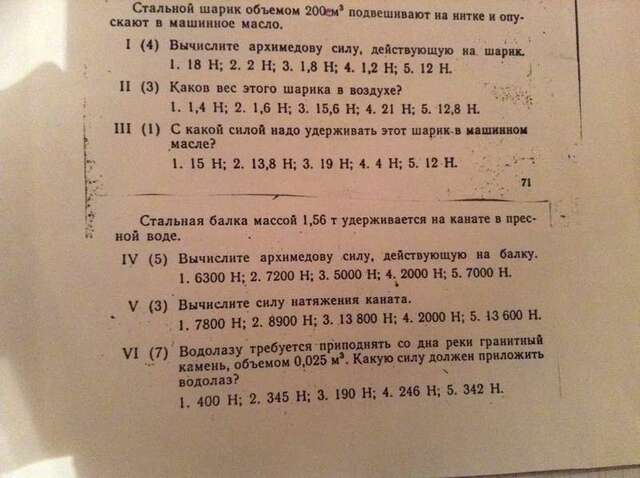 Стальной шарик объемом 200см³ подвешивают на нитке и опу-
скают в машинное масло.
I (4) Вычислите архимедову силу, действующую на шарик.
1. 18 Н; 2. 2 Н; 3. 1,8 Н; 4. 1,2 Н; 5. 12 Н.
II (3) Каков вес этого шарика в воздухе?
1. 1,4 Н; 2. 1,6 Н; 3. 15,6 Н; 4. 21 Н; 5. 12,8 Н.
III (1) С какой силой надо удерживать этот шарик в машинном
масле?
1. 15 Н; 2. 13,8 Н; 3. 19 Н; 4. 4 Н; 5. 12 Н.
71
Стальная балка массой 1,56 т удерживается на канате в прес-
ной воде.
IV (5) Вычислите архимедову силу, действующую на балку.
1. 6300 Н; 2. 7200 Н; 3. 5000 Н; 4. 2000 Н; 5. 7000 Н.
V (3) Вычислите силу натяжения каната.
1. 7800 Н; 2. 8900 Н; 3. 13 800 Н; 4. 2000 Н; 5. 13 600 Н.
VI (7) Водолазу требуется приподнять со дна реки гранитный
камень, объемом 0,025 м³. Какую силу должен приложить
водолаз?
1. 400 Н; 2. 345 Н; 3. 190 Н; 4. 246 Н; 5. 342 Н.